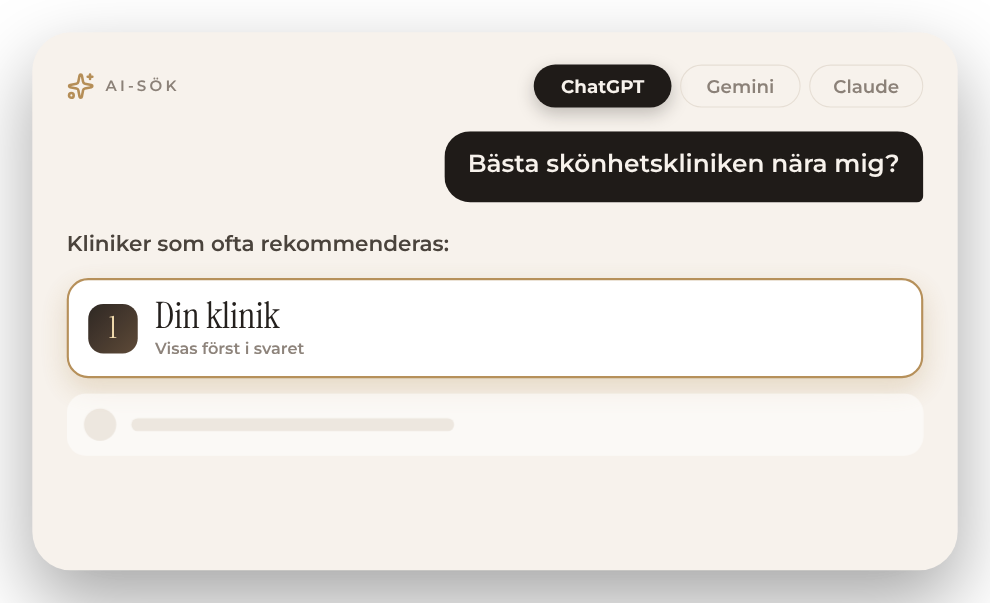 AI-SÖK
ChatGPT
Gemini
Claude
Bästa skönhetskliniken nära mig?
Kliniker som ofta rekommenderas:
1
Din klinik
Visas först i svaret